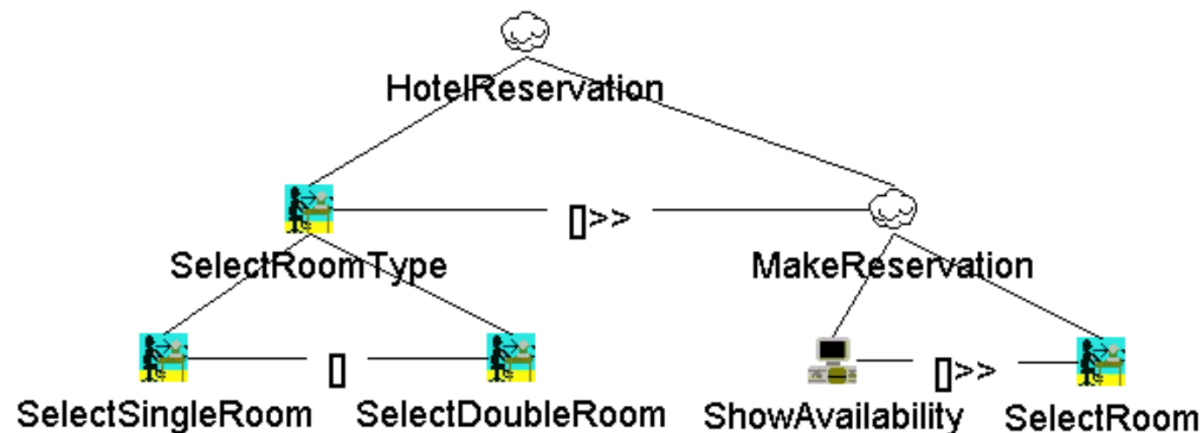 HotelReservation
[]>>
SelectRoomType
MakeReservation
[]
[]>>
SelectSingleRoom
SelectDoubleRoom
ShowAvailability
SelectRoom